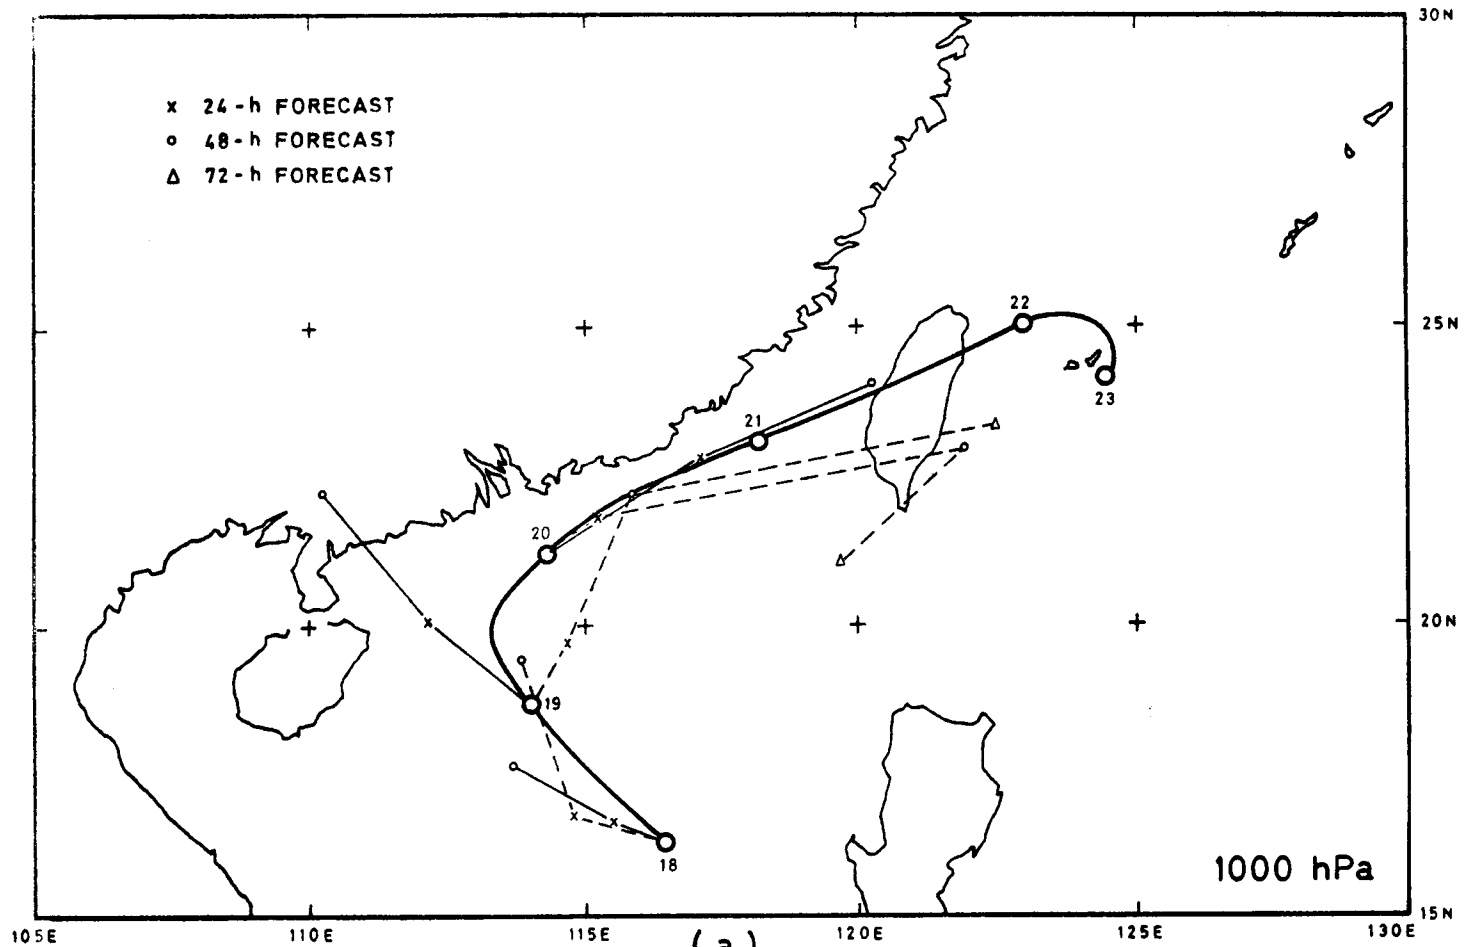 30N
x 24-h FORECAST
o 48-h FORECAST
Δ 72-h FORECAST
22
25N
23
21
20
20N
19
18
1000 hPa
15N
105E 110E 115E (a) 120E 125E 130E